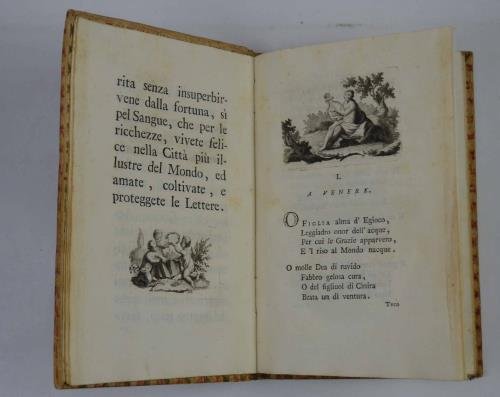 rita senza insuperbir-
vene dalla fortuna, sì
pel Sangue, che per le
ricchezze, vivete feli-
ce nella Città più il-
lustre del Mondo, ed
amate, coltivate, e
proteggete le Lettere.
I.
A VENERE.
O FIGLIA alma d' Egioco,
Leggiadro onor dell' acque,
Per cui le Grazie apparvero,
E 'l riso al Mondo nacque.
O molle Dea di ruvido
Fabbro gelosa cura,
O del figliuol di Cinira
Beata un dì ventura.
Teco